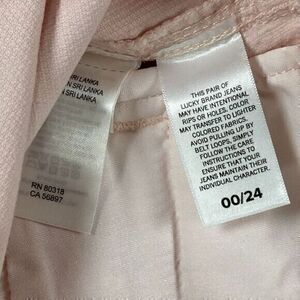 SRI LANKA
N SRI LANKA
SRI LANKA
RN 80318
CA 56897
THIS PAIR OF
LUCKY BRAND JEANS
MAY HAVE INTENTIONAL
RIPS OR HOLES. COLOR
MAY TRANSFER TO LIGHTER
COLORED FABRICS.
AVOID PULLING UP BY
BELT LOOPS, SIMPLY
FOLLOW THE CARE
INSTRUCTIONS TO
ENSURE THAT YOUR
JEANS MAINTAIN THEIR
INDIVIDUAL CHARACTER.
00/24